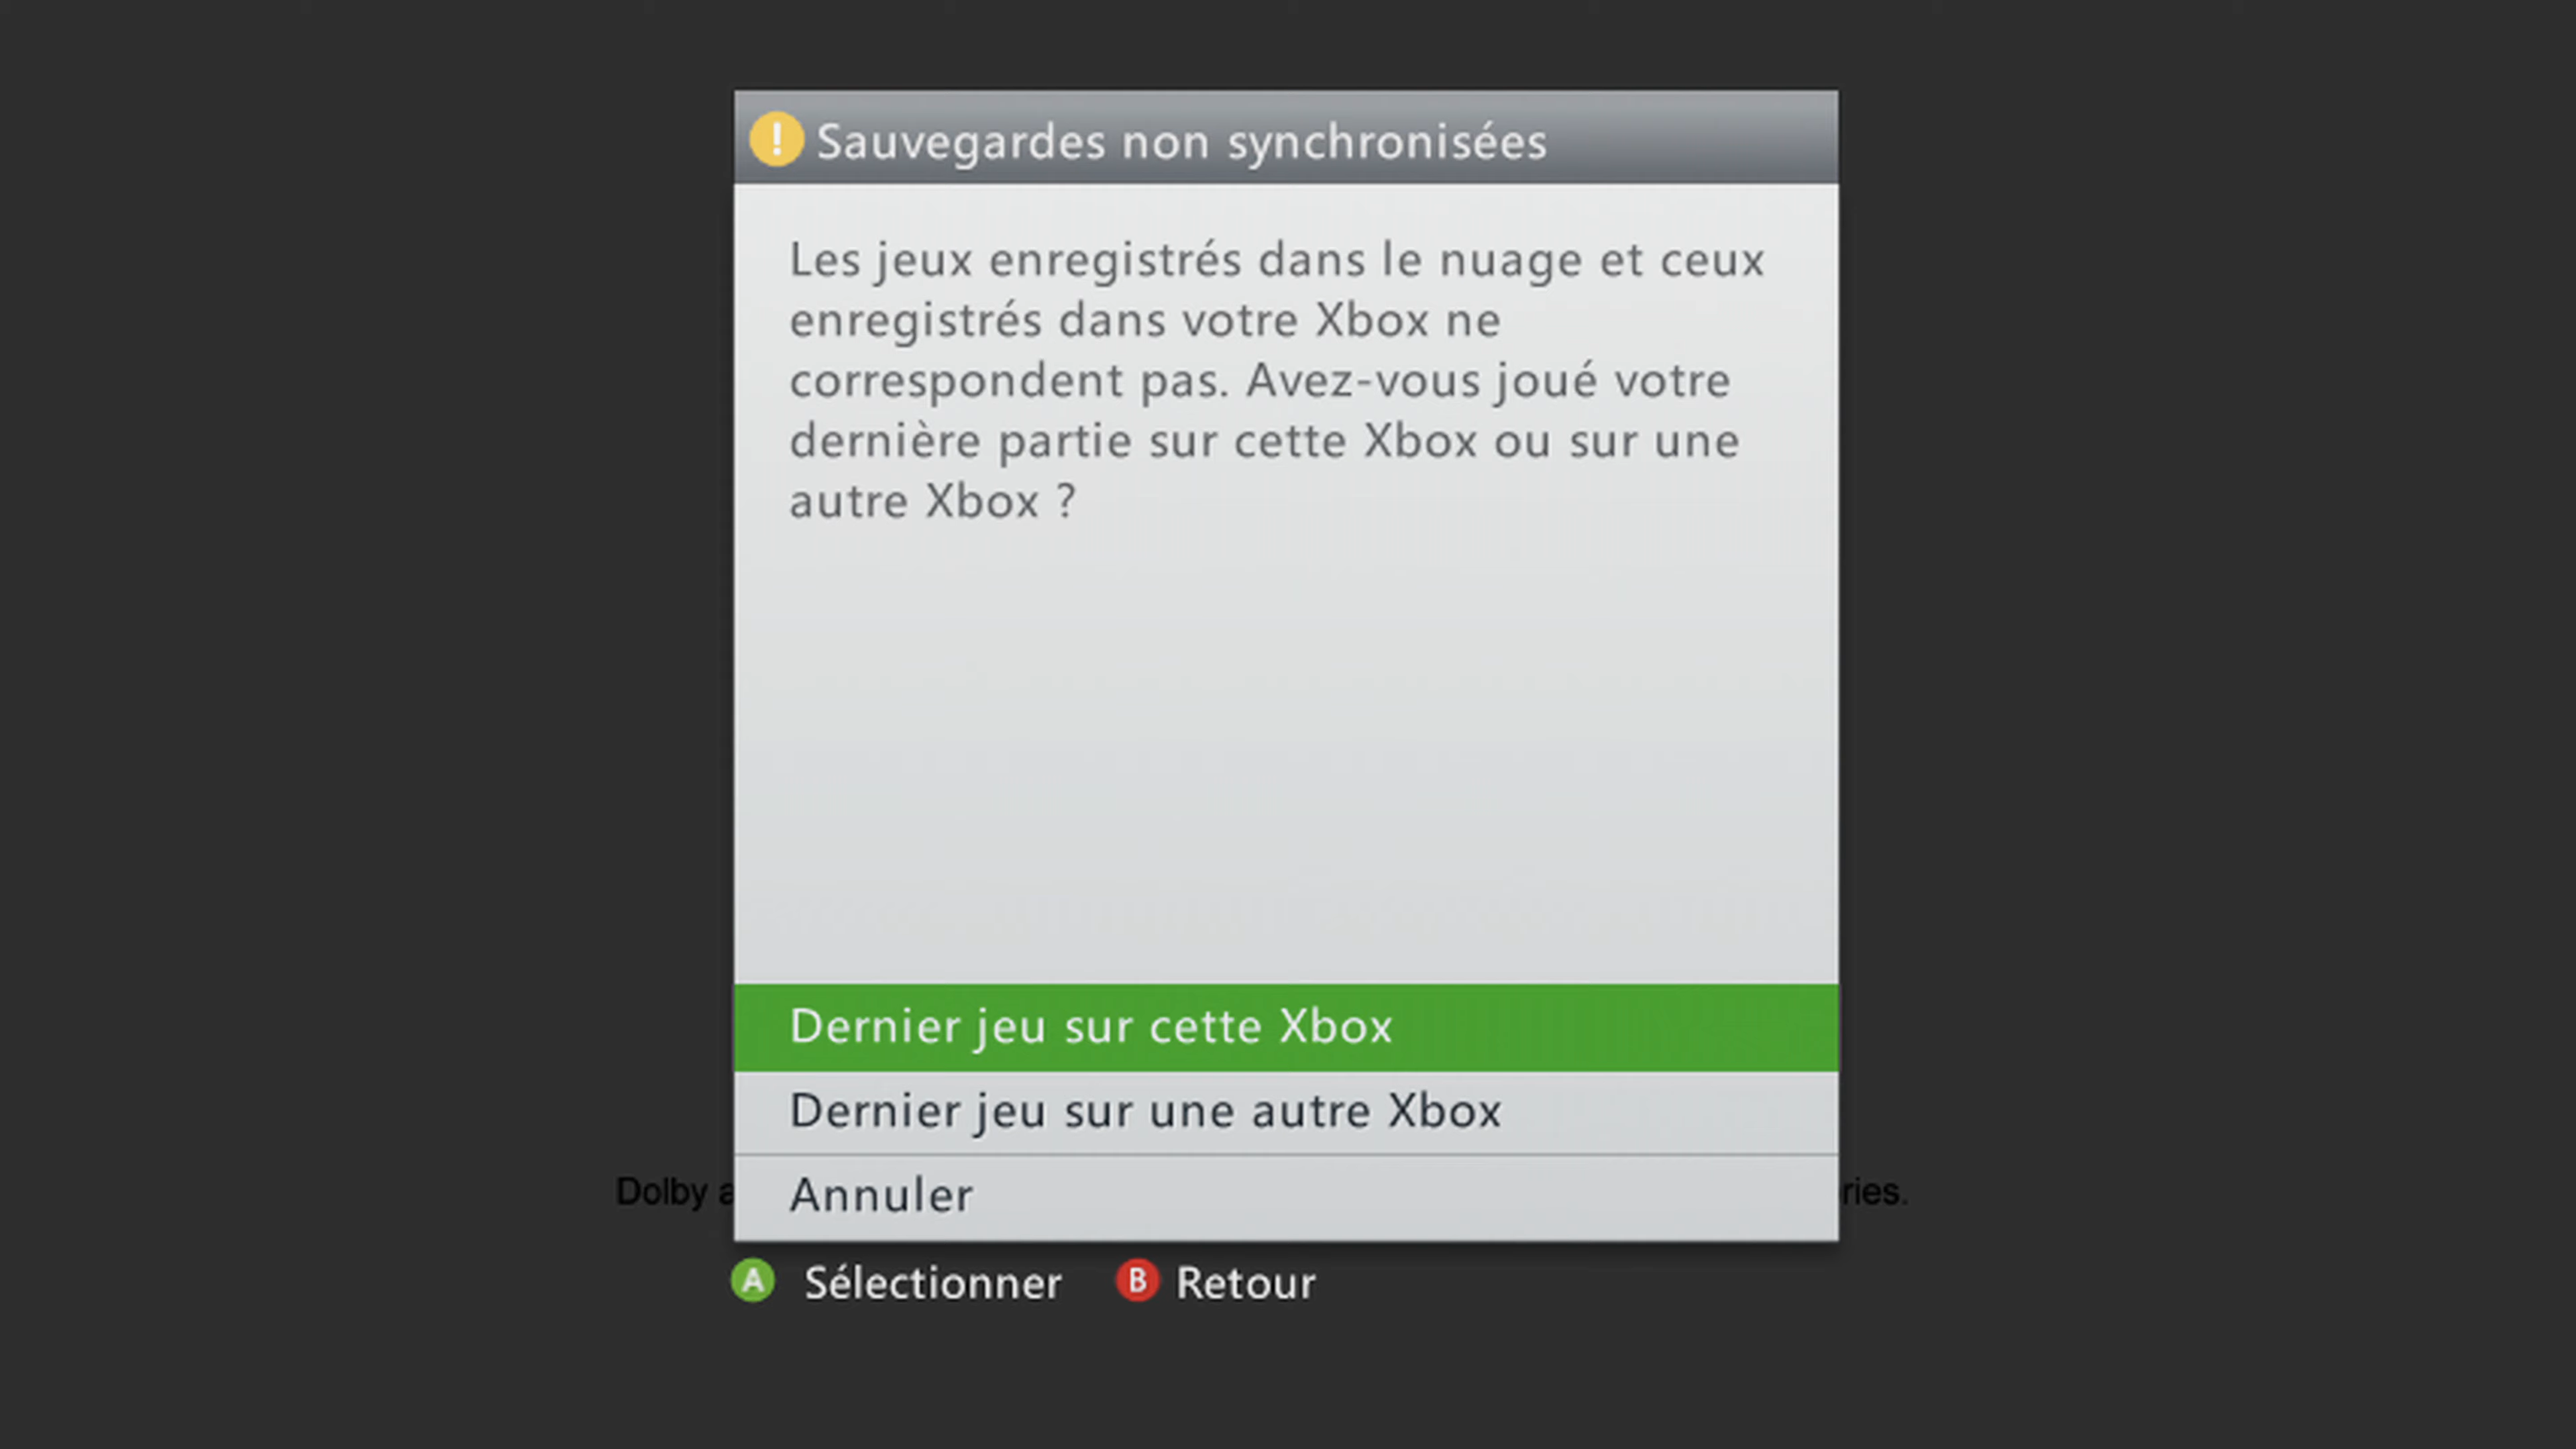 Sauvegardes non synchronisées
Les jeux enregistrés dans le nuage et ceux
enregistrés dans votre Xbox ne
correspondent pas. Avez-vous joué votre
dernière partie sur cette Xbox ou sur une
autre Xbox ?
Dernier jeu sur cette Xbox
Dernier jeu sur une autre Xbox
Dolby
Annuler
A Sélectionner B Retour